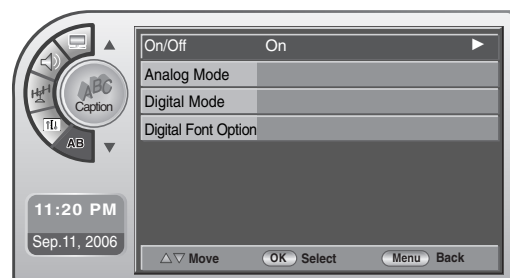 On/Off On
Analog Mode
Digital Mode
Digital Font Option
ABC
Caption
AB
11:20 PM
Sep.11, 2006
Move OK Select Menu Back